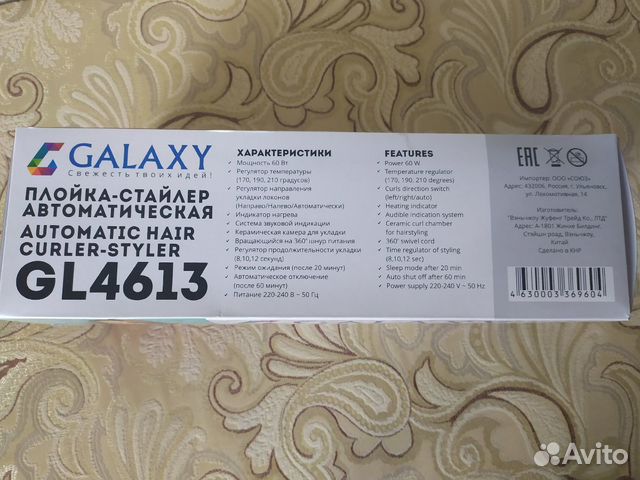 GALAXY
Свежесть твоих идей!
ПЛОЙКА-СТАЙЛЕР
АВТОМАТИЧЕСКАЯ
AUTOMATIC HAIR
CURLER-STYLER
GL4613
ХАРАКТЕРИСТИКИ
• Мощность 60 Вт
• Регулятор температуры
(170, 190, 210 градусов)
• Регулятор направления
укладки локонов
(Направо/Налево/Автоматически)
• Индикатор нагрева
• Система звуковой индикации
• Керамическая камера для укладки
• Вращающийся на 360° шнур питания
• Регулятор продолжительности укладки
(8,10,12 секунд)
• Режим ожидания (после 20 минут)
• Автоматическое отключение
(после 60 минут)
• Питание 220-240 В ~ 50 Гц
FEATURES
• Power 60 W
• Temperature regulator
(170, 190, 210 degrees)
• Curls direction switch
(left/right/auto)
• Heating indicator
• Audible indication system
• Ceramic curl chamber
for hairstyling
• 360° swivel cord
• Time regulator of styling
(8,10,12 sec)
• Sleep mode after 20 min
• Auto shut off after 60 min
• Power supply 220-240 V ~ 50 Hz
EAC
Импортер: ООО «СОЮЗ»
Адрес: 432006, Россия, г. Ульяновск,
ул. Локомотивная, 14
Изготовитель:
"Вэньчжоу Жуфент Трейд Ко., ЛТД"
Адрес: А-1801 Жинхе Билдинг,
Стэйшн роад, Вэньчжоу,
Китай.
Сделано в КНР
4630003369604
Avito